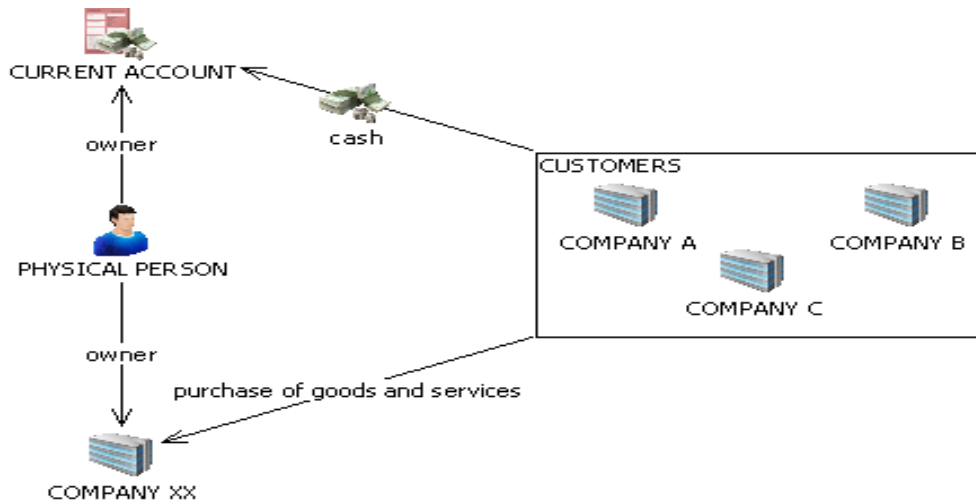 CURRENT ACCOUNT
cash
owner
CUSTOMERS
COMPANY A
COMPANY B
PHYSICAL PERSON
COMPANY C
owner
purchase of goods and services
COMPANY XX